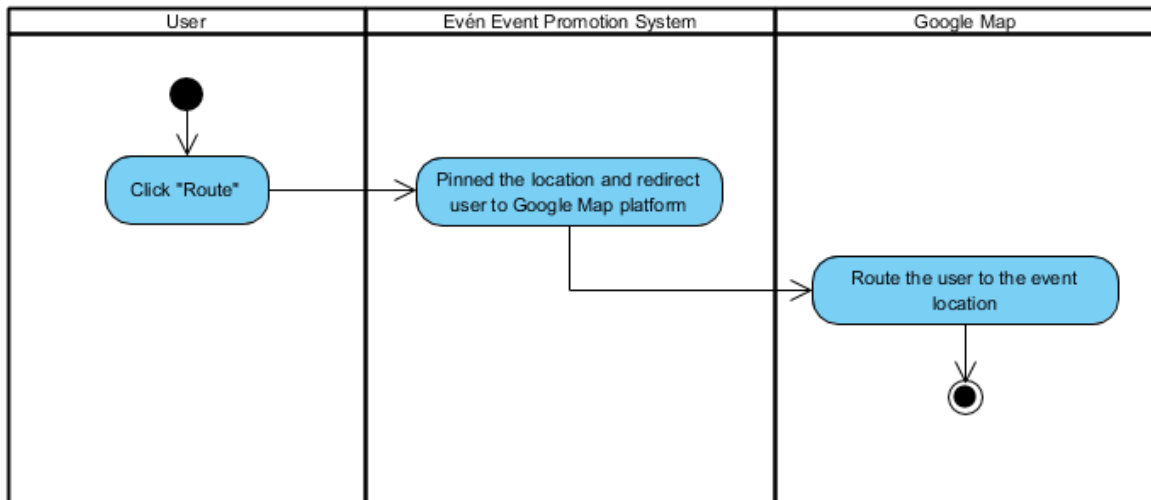 User
Evén Event Promotion System
Google Map
Click "Route"
Pinned the location and redirect
user to Google Map platform
Route the user to the event
location